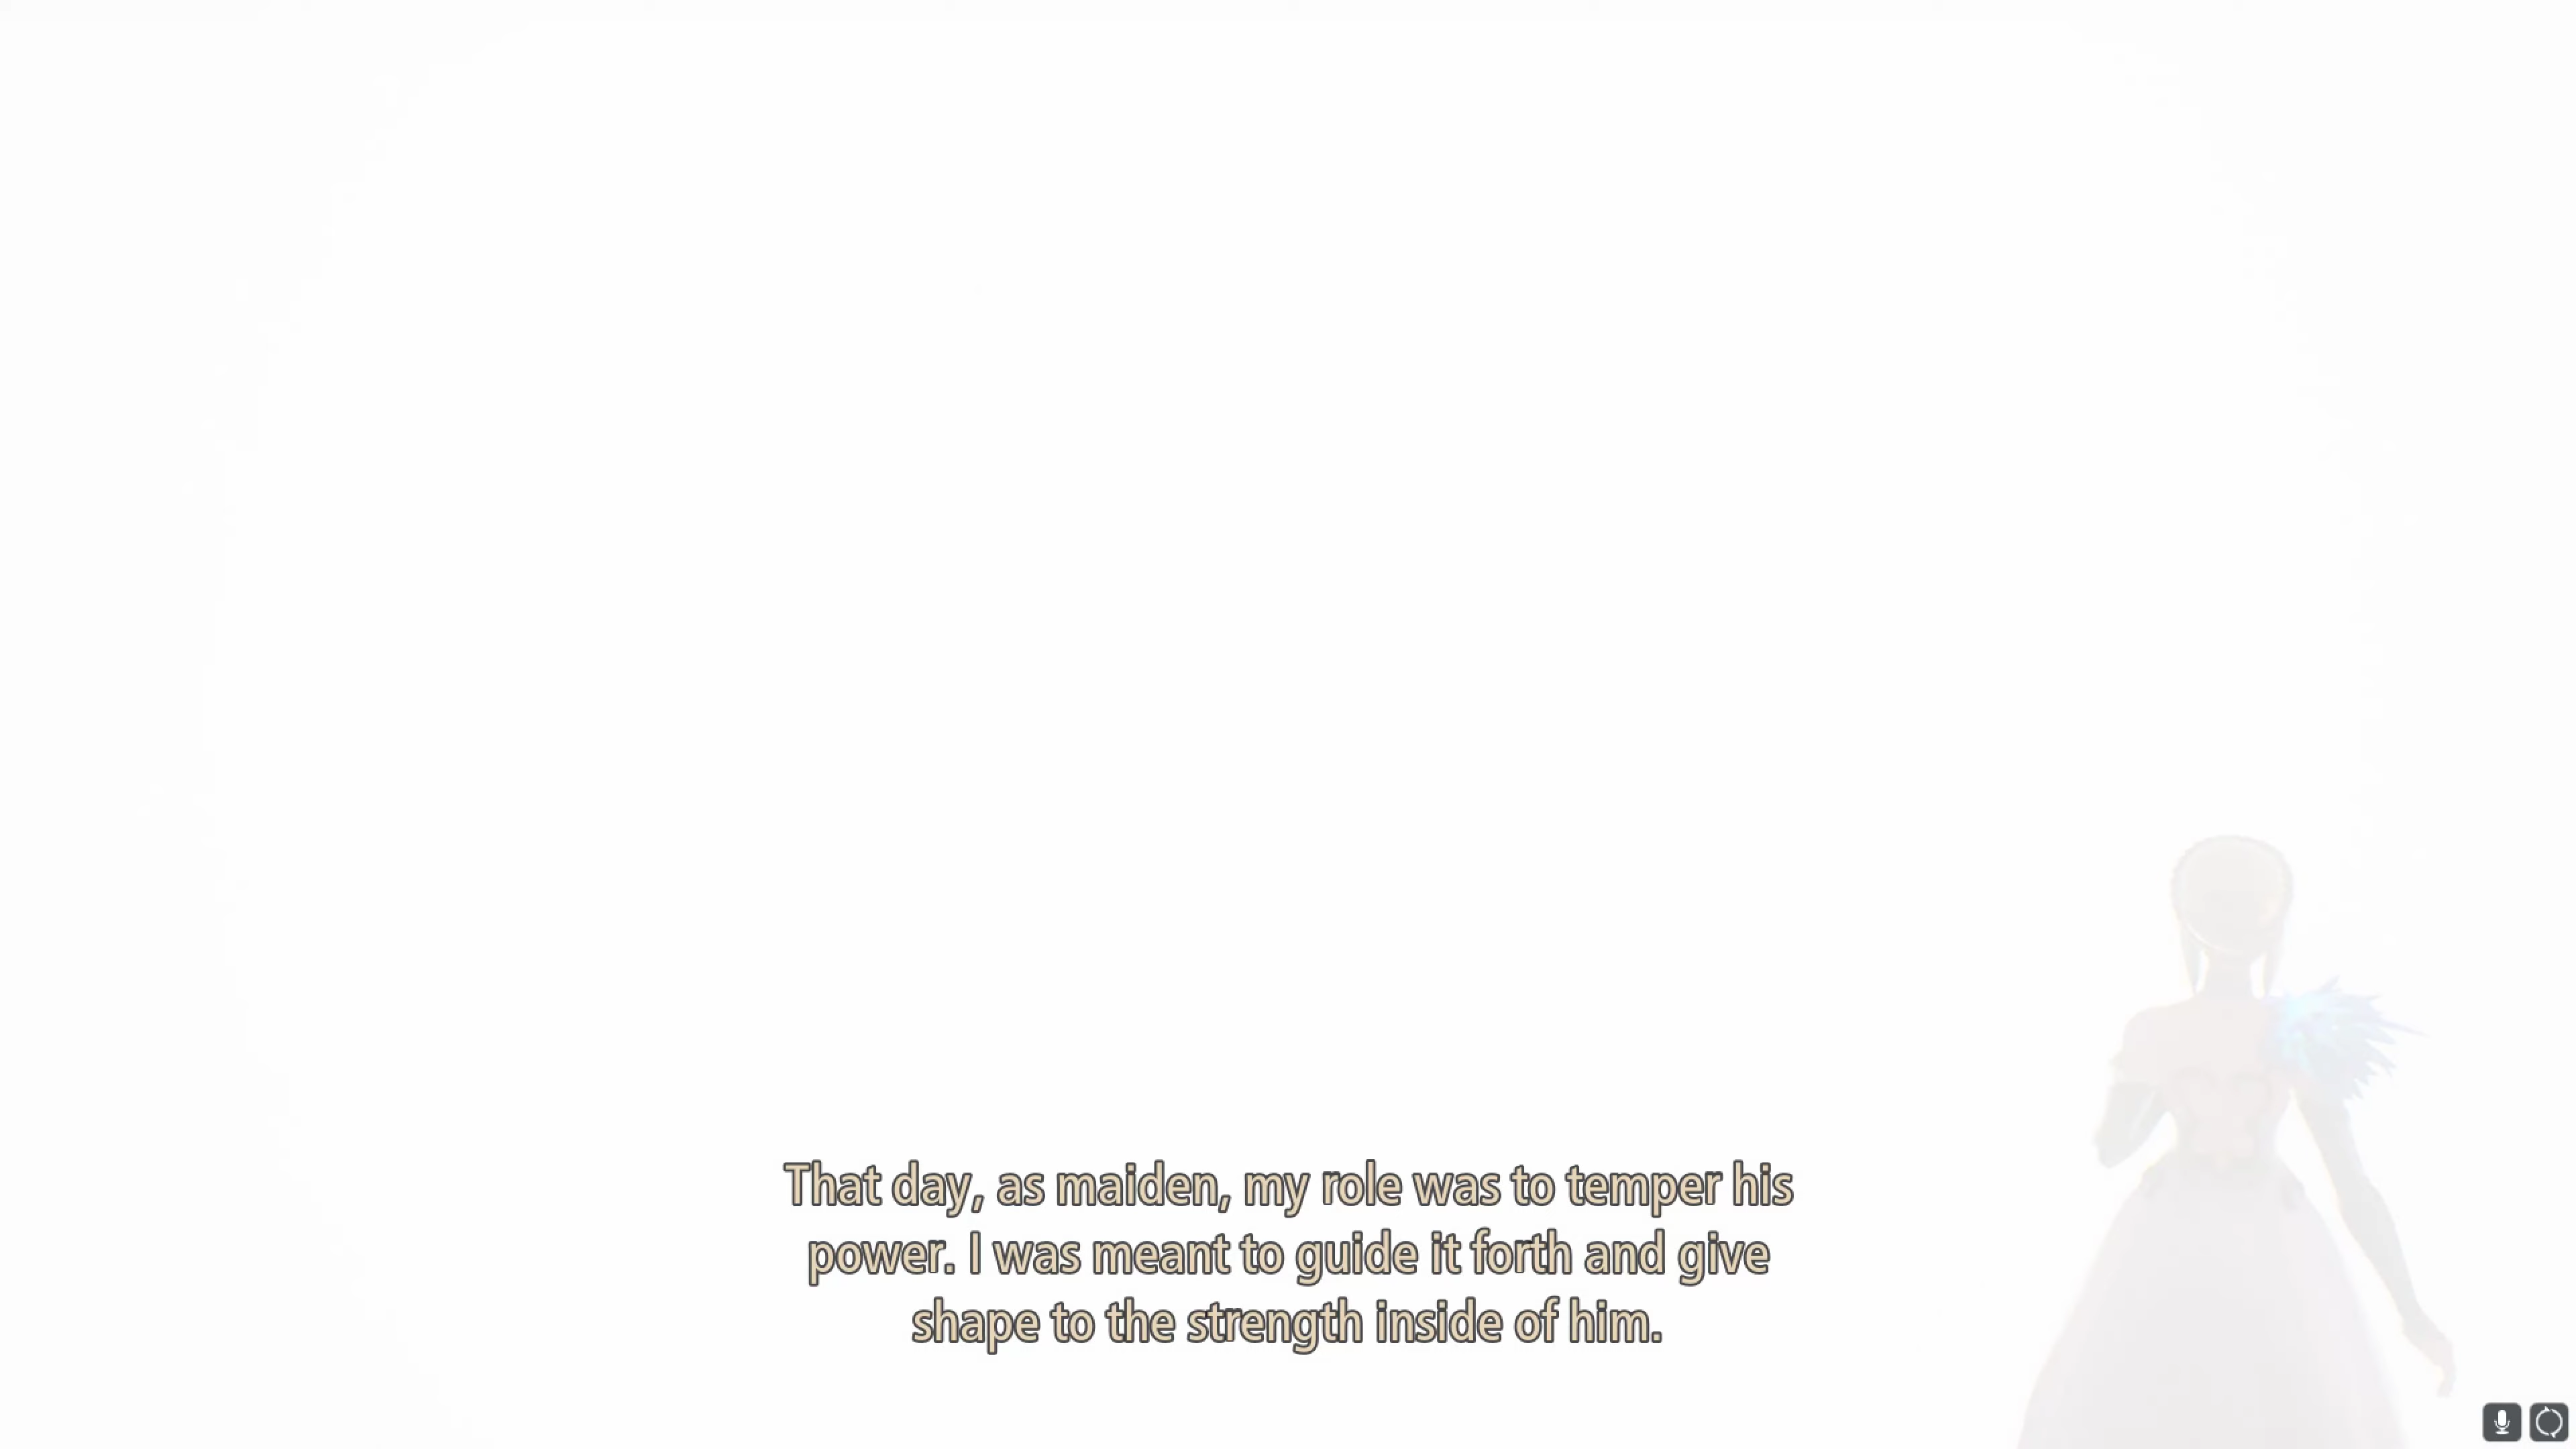 That day, as maiden, my role was to temper his
power. I was meant to guide it forth and give
shape to the strength inside of him.